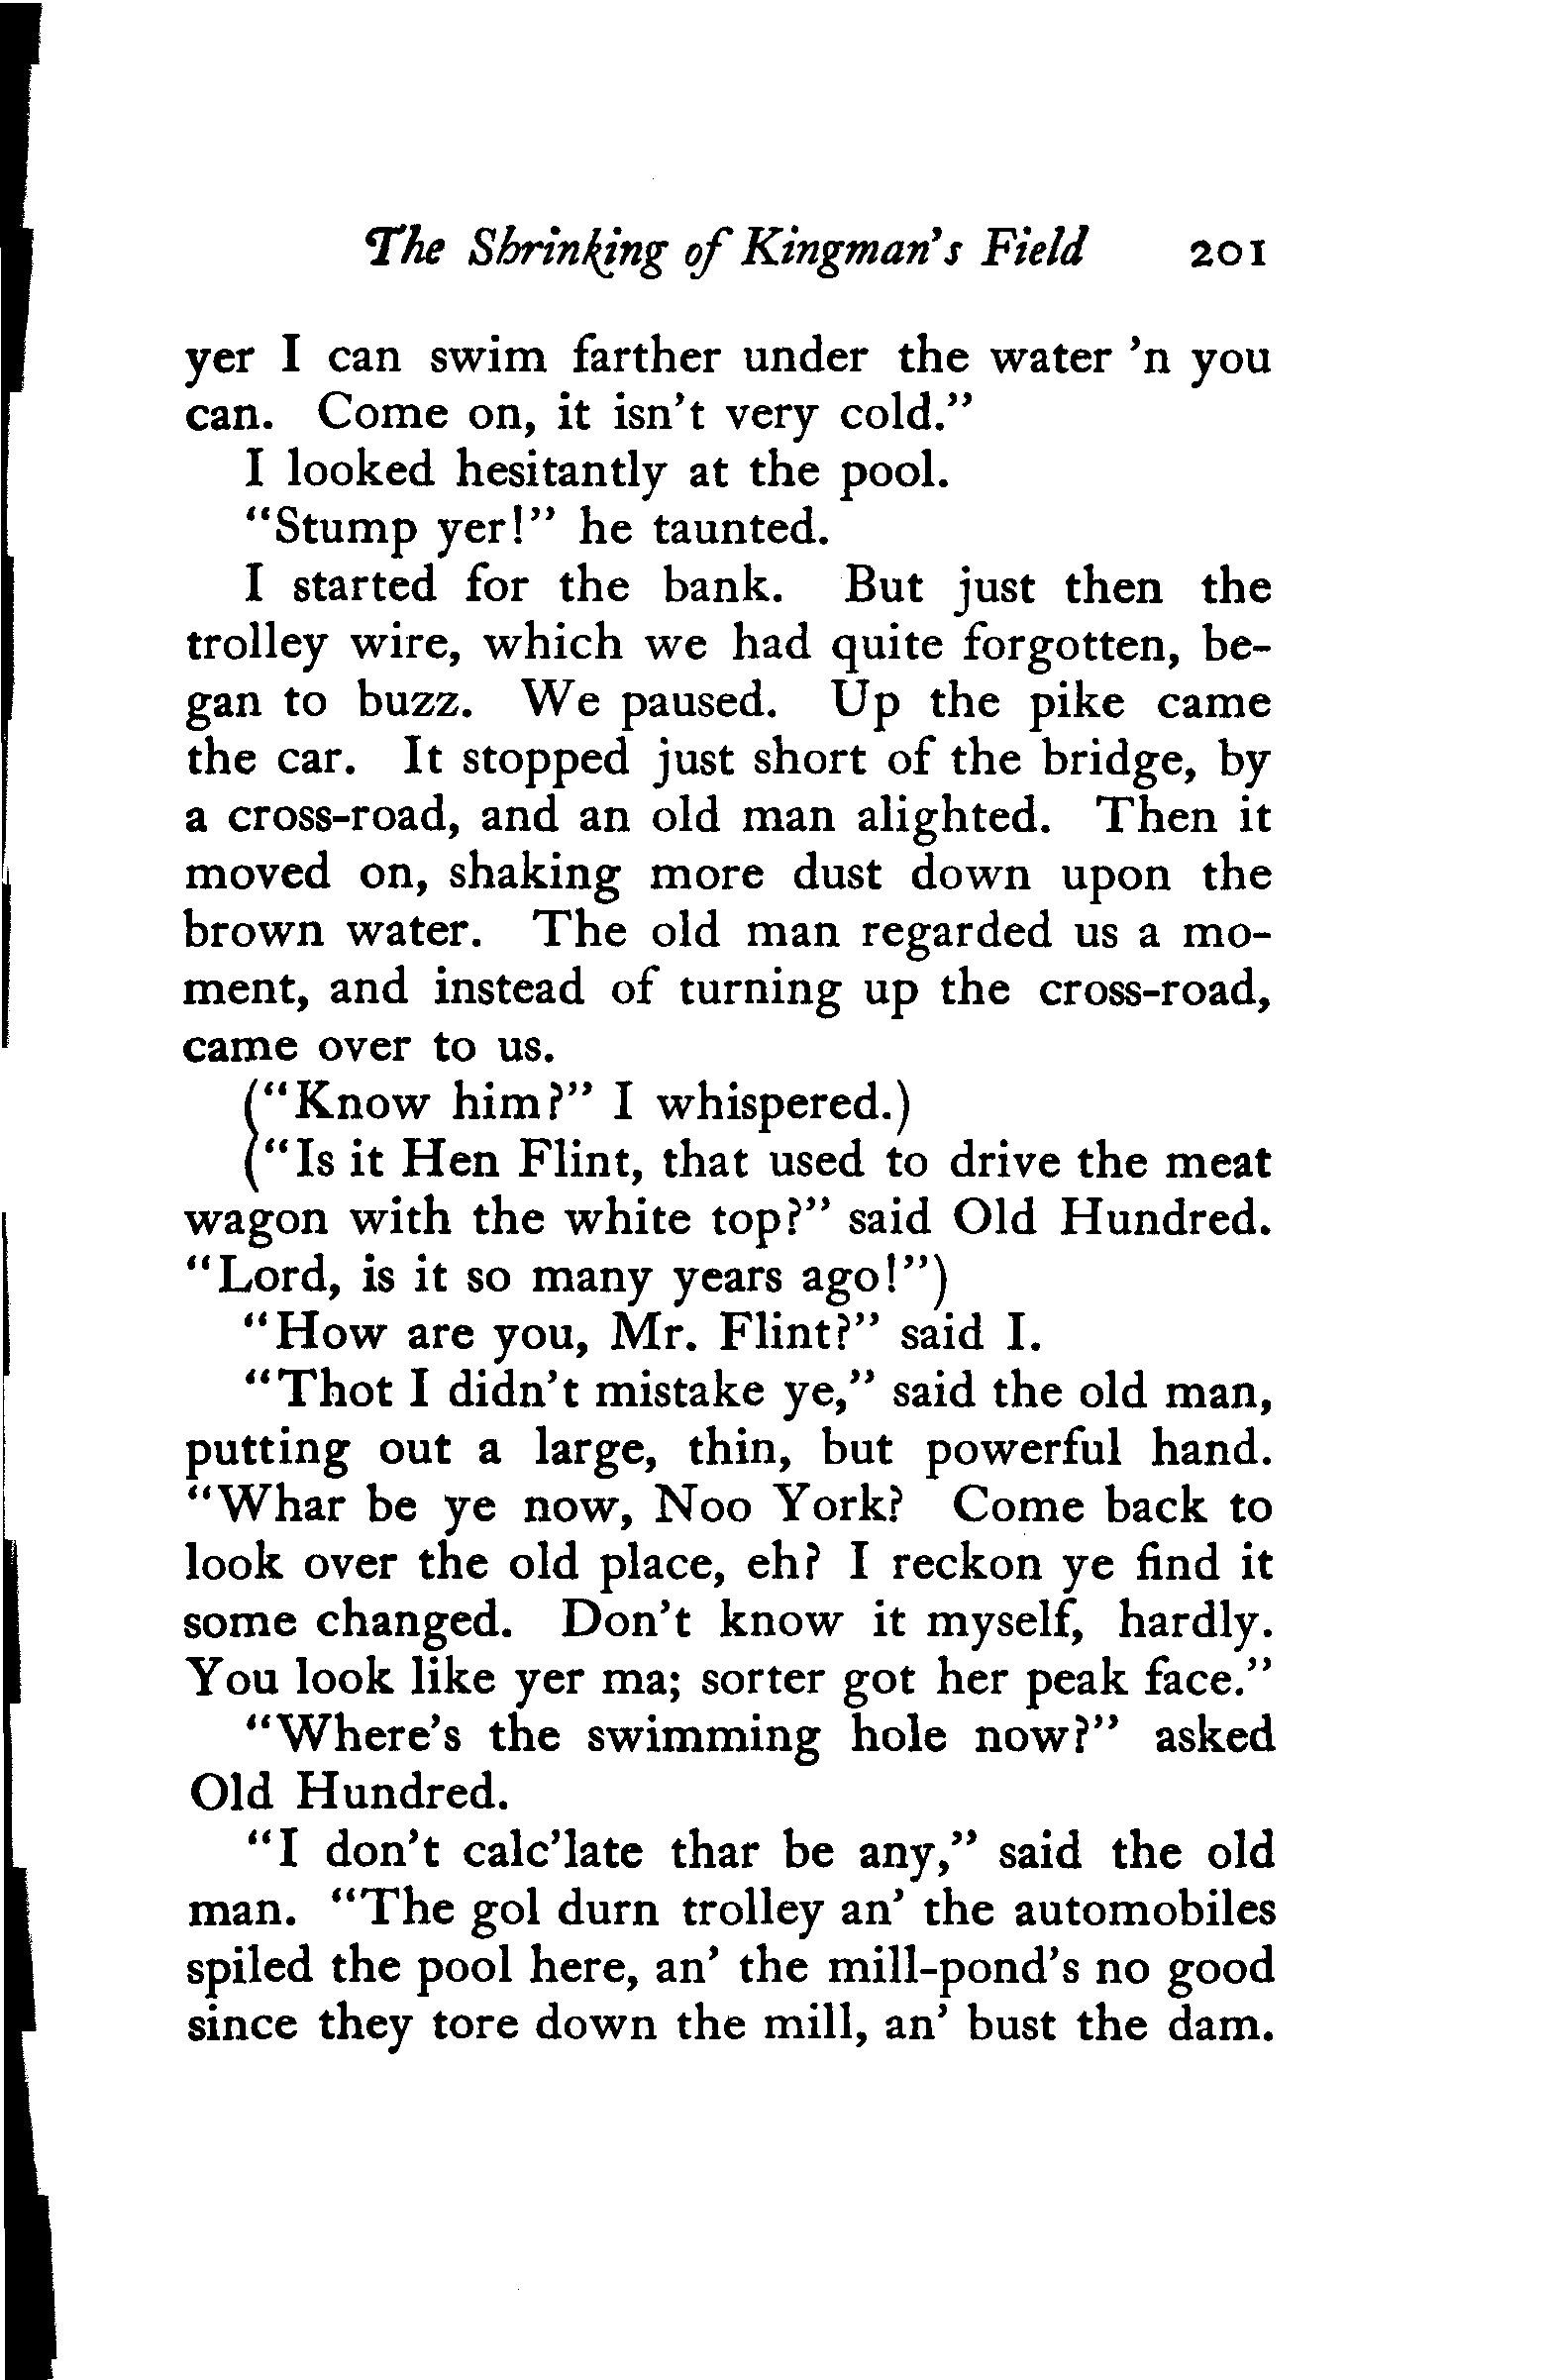 The Shrinking of Kingman's Field 201
yer I can swim farther under the water 'n you
can. Come on, it isn't very cold."
I looked hesitantly at the pool.
"Stump yer!" he taunted.
I started for the bank. But just then the
trolley wire, which we had quite forgotten, be-
gan to buzz. We paused. Up the pike came
the car. It stopped just short of the bridge, by
a cross-road, and an old man alighted. Then it
moved on, shaking more dust down upon the
brown water. The old man regarded us a mo-
ment, and instead of turning up the cross-road,
came over to us.
("Know him?" I whispered.)
("Is it Hen Flint, that used to drive the meat
wagon with the white top?" said Old Hundred.
"Lord, is it so many years ago!")
"How are you, Mr. Flint?" said I.
"Thot I didn't mistake ye," said the old man,
putting out a large, thin, but powerful hand.
"Whar be ye now, Noo York? Come back to
look over the old place, eh? I reckon ye find it
some changed. Don't know it myself, hardly.
You look like yer ma; sorter got her peak face."
"Where's the swimming hole now?" asked
Old Hundred.
"I don't calc'late thar be any," said the old
man. "The gol durn trolley an' the automobiles
spiled the pool here, an' the mill-pond's no good
since they tore down the mill, an' bust the dam.